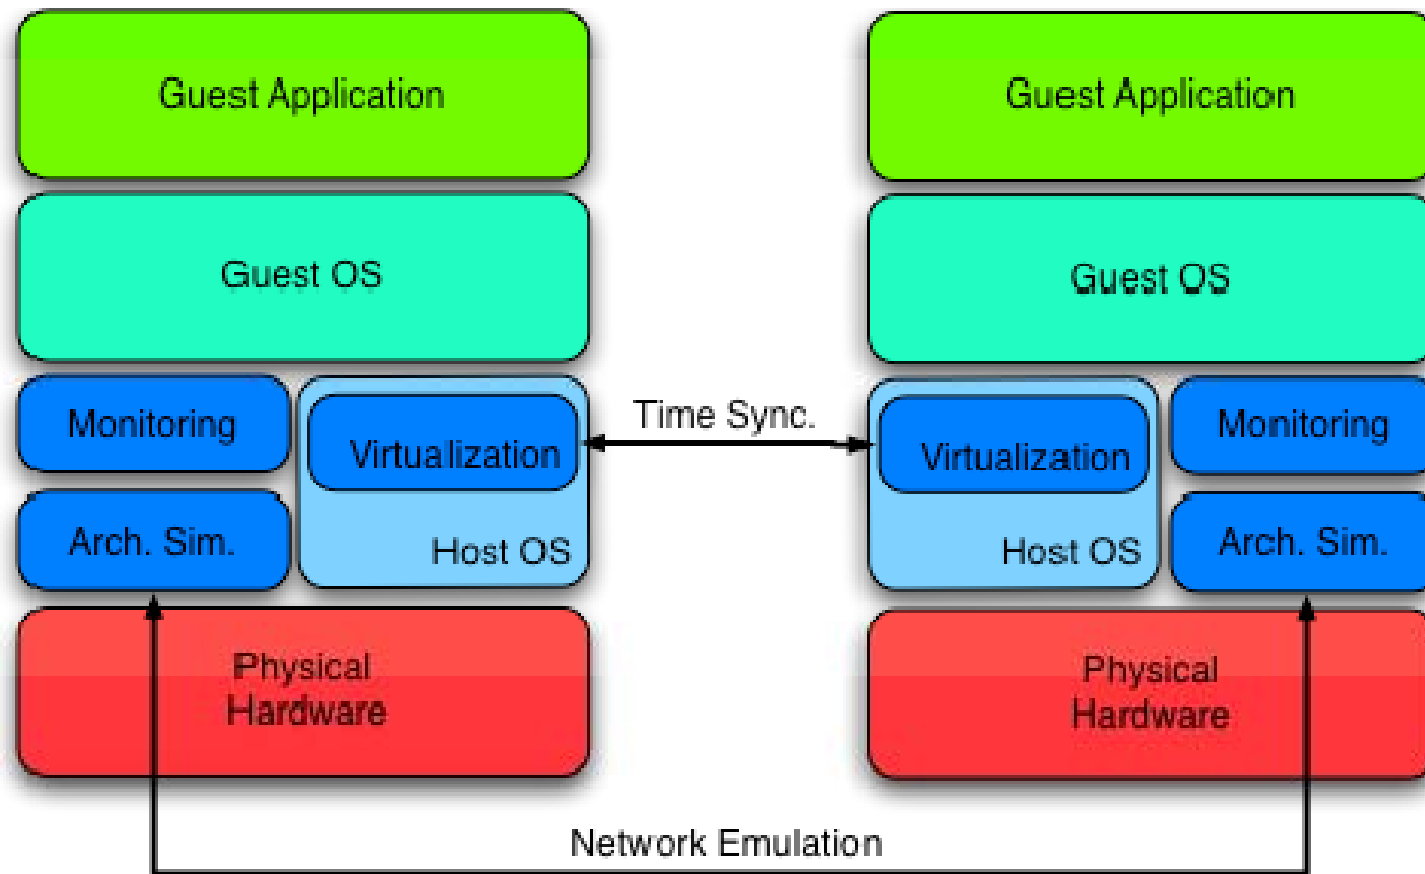 Guest Application
Guest Application
Guest OS
Guest OS
Monitoring
Virtualization
Time Sync.
Virtualization
Monitoring
Arch. Sim.
Host OS
Host OS
Arch. Sim.
Physical
Hardware
Physical
Hardware
Network Emulation